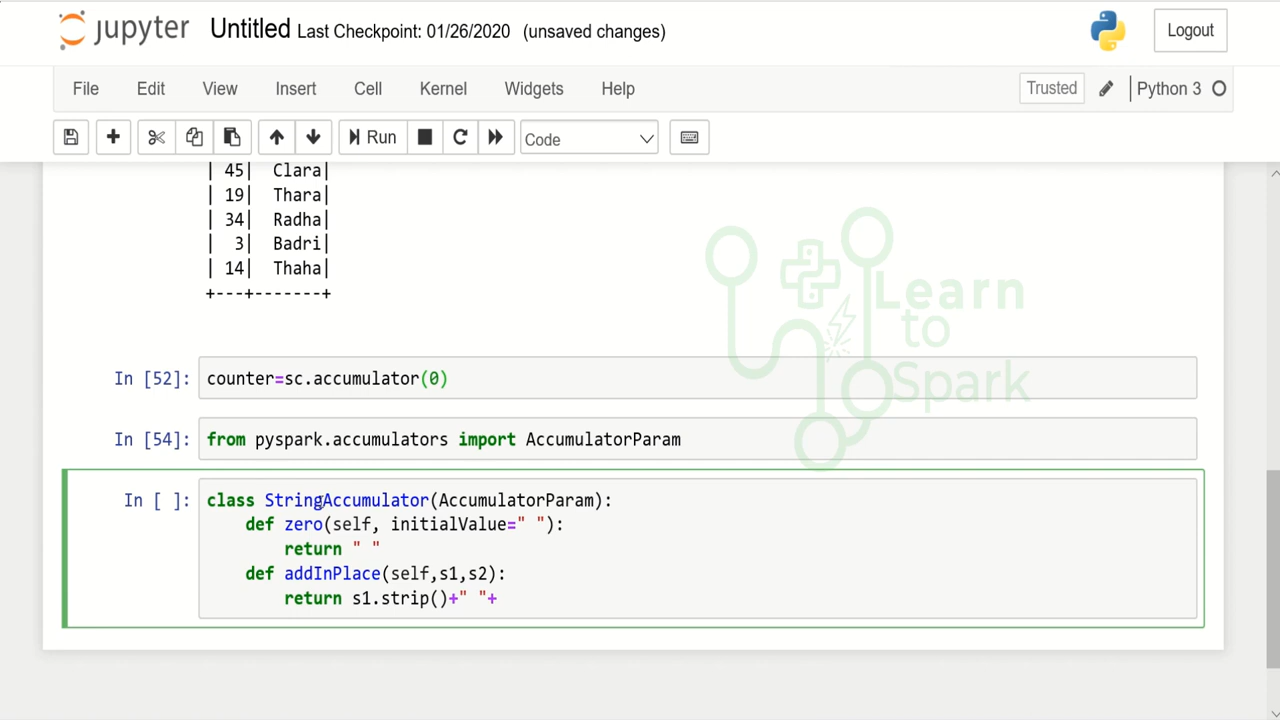 jupyter Untitled Last Checkpoint: 01/26/2020 (unsaved changes) Logout
File Edit View Insert Cell Kernel Widgets Help Trusted Python 3
Run Code
| 45| Clara|
| 19| Thara|
| 34| Radha|
| 3| Badri|
| 14| Thaha|
+---+-------+
Learn
to
Spark
In [52]: counter=sc.accumulator(0)
In [54]: from pyspark.accumulators import AccumulatorParam
In [ ]: class StringAccumulator(AccumulatorParam):
    def zero(self, initialValue=" "):
        return " "
    def addInPlace(self,s1,s2):
        return s1.strip()+" "+